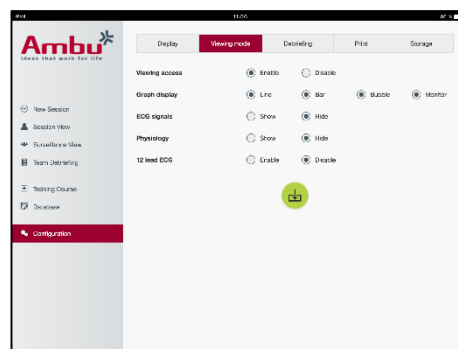 iPad 11:56
Ambu
Ideas that work for life
Display Viewing mode Debriefing Print Storage
Viewing access Enable Disable
Graph display Line Bar Bubble Monitor
ECG signals Show Hide
Physiology Show Hide
12 lead ECG Enable Disable
New Session
Session View
Surveillance View
Team Debriefing
Training Course
Database
Configuration